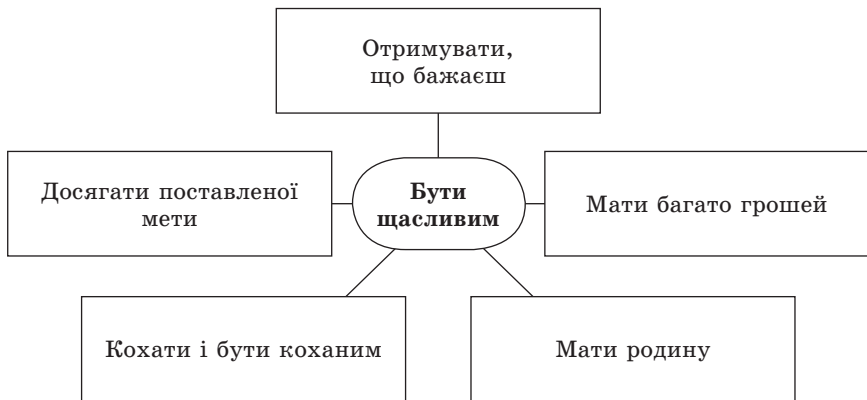 Отримувати,
що бажаєш
Досягати поставленої
мети
Бути
щасливим
Мати багато грошей
Кохати і бути коханим
Мати родину